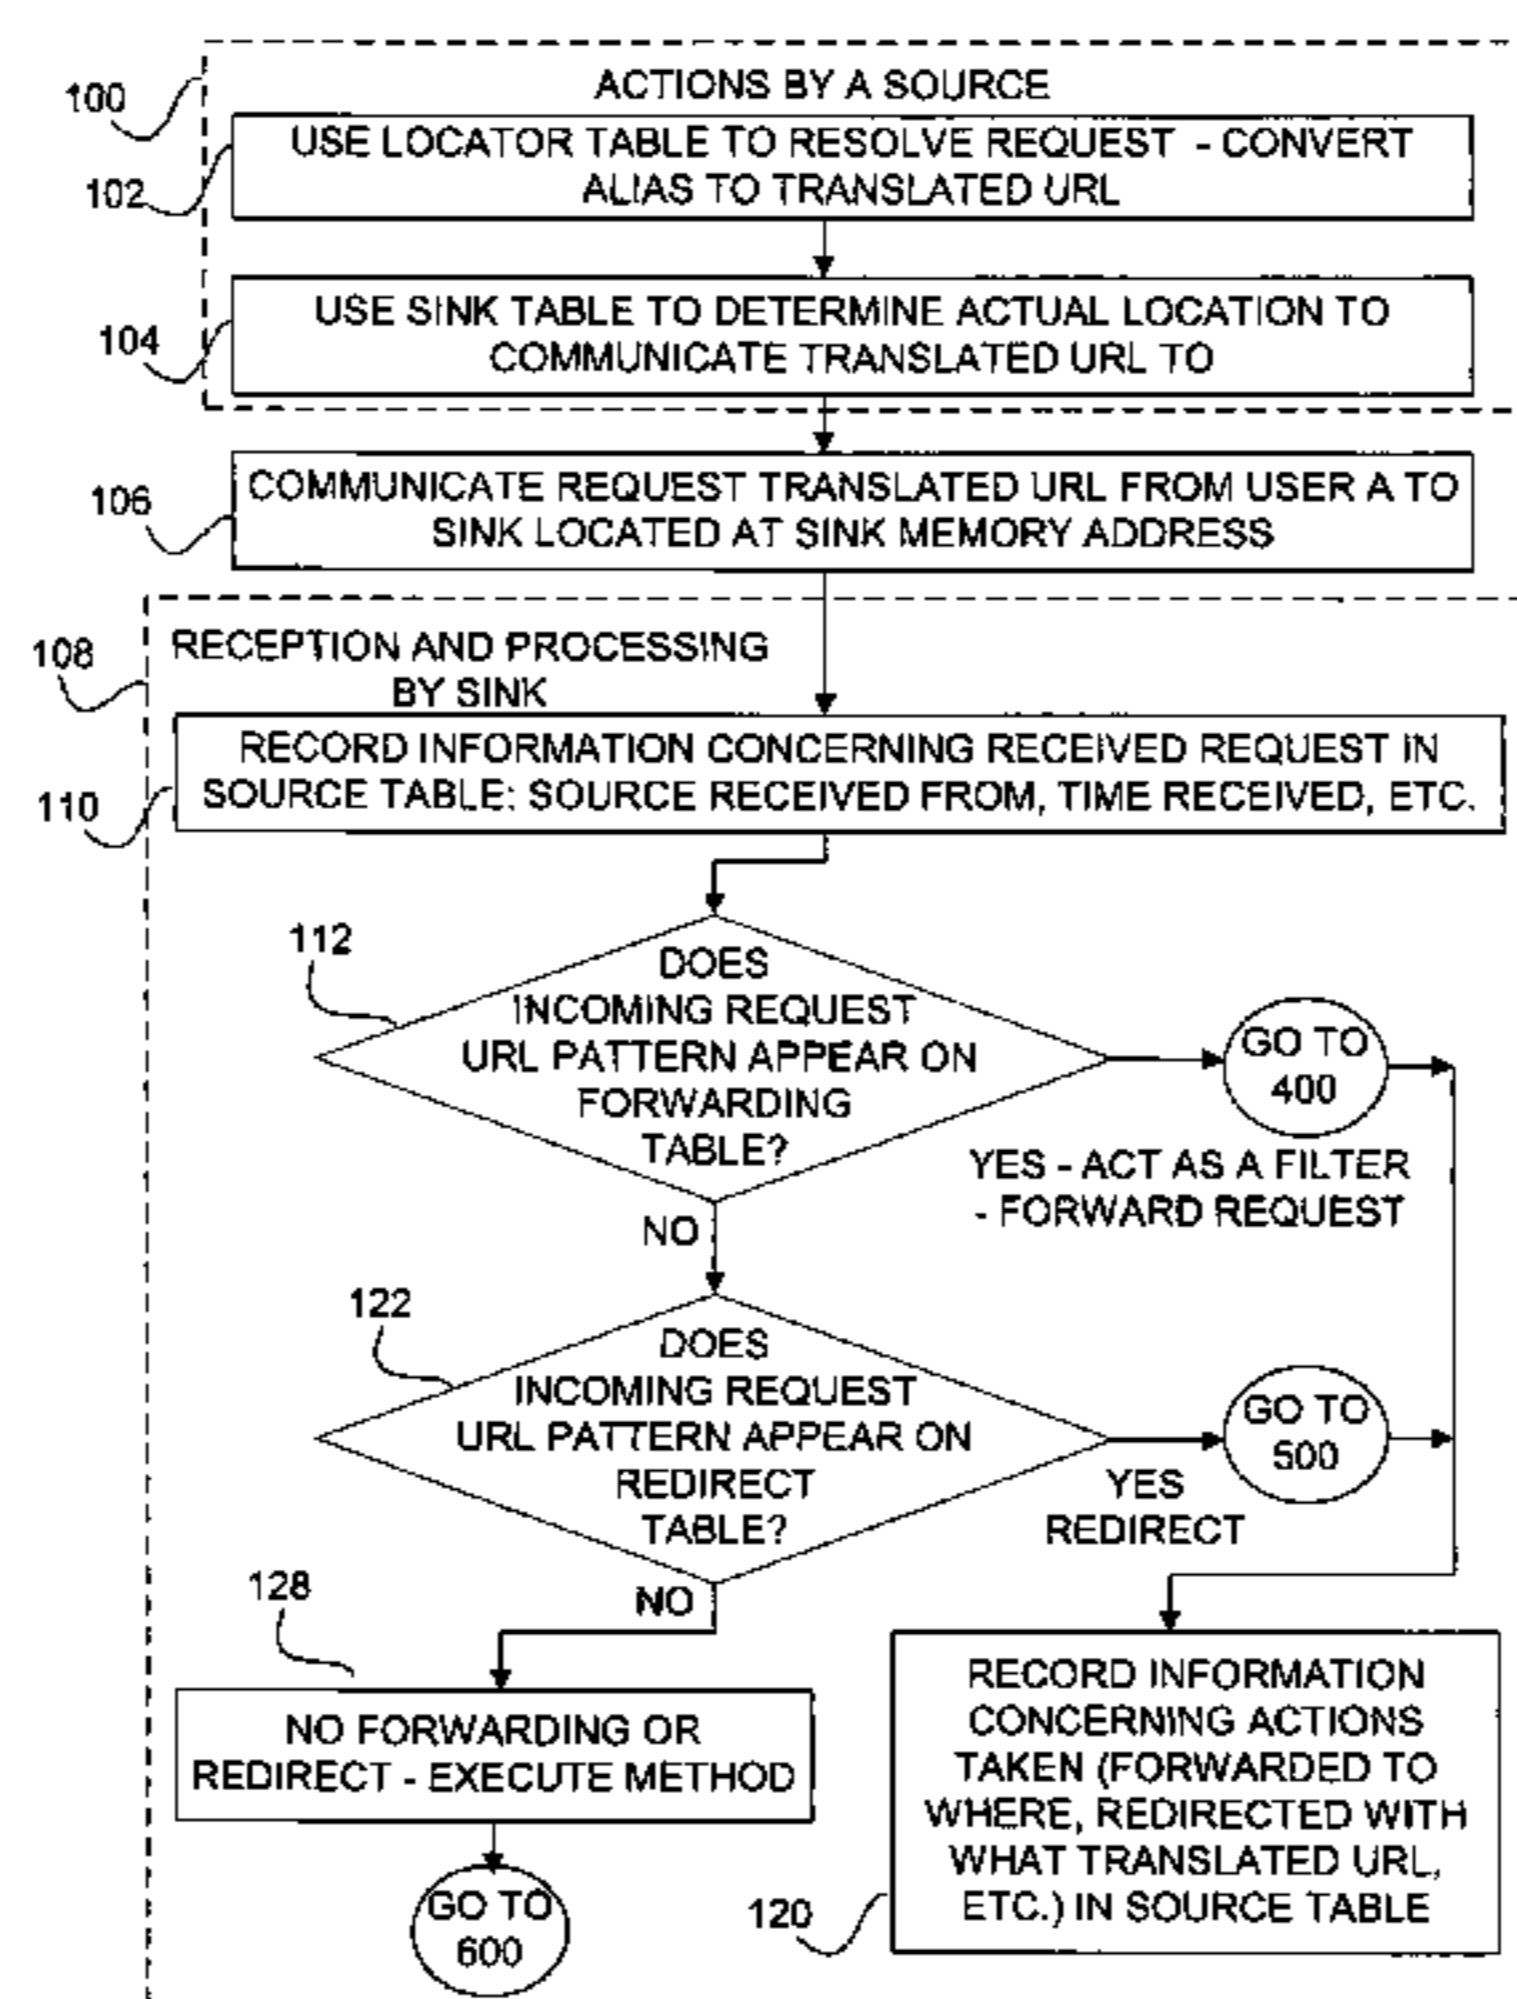 100
ACTIONS BY A SOURCE
102
USE LOCATOR TABLE TO RESOLVE REQUEST - CONVERT
ALIAS TO TRANSLATED URL
104
USE SINK TABLE TO DETERMINE ACTUAL LOCATION TO
COMMUNICATE TRANSLATED URL TO
106
COMMUNICATE REQUEST TRANSLATED URL FROM USER A TO
SINK LOCATED AT SINK MEMORY ADDRESS
108
RECEPTION AND PROCESSING
BY SINK
110
RECORD INFORMATION CONCERNING RECEIVED REQUEST IN
SOURCE TABLE: SOURCE RECEIVED FROM, TIME RECEIVED, ETC.
112
DOES
INCOMING REQUEST
URL PATTERN APPEAR ON
FORWARDING
TABLE?
GO TO
400
YES - ACT AS A FILTER
- FORWARD REQUEST
NO
122
DOES
INCOMING REQUEST
URL PATTERN APPEAR ON
REDIRECT
TABLE?
GO TO
500
YES
REDIRECT
NO
128
NO FORWARDING OR
REDIRECT - EXECUTE METHOD
GO TO
600
120
RECORD INFORMATION
CONCERNING ACTIONS
TAKEN (FORWARDED TO
WHERE, REDIRECTED WITH
WHAT TRANSLATED URL,
ETC.) IN SOURCE TABLE